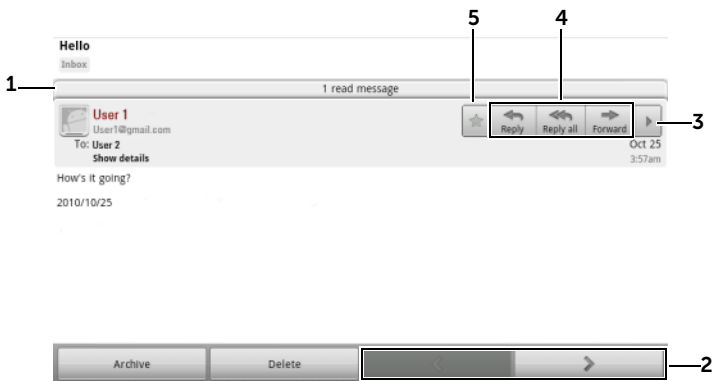 5 4
Hello
Inbox
1
1 read message
User 1
User1@gmail.com
Reply Reply all Forward
3
To: User 2 Oct 25
Show details 3:57am
How's it going?
2010/10/25
Archive Delete
2